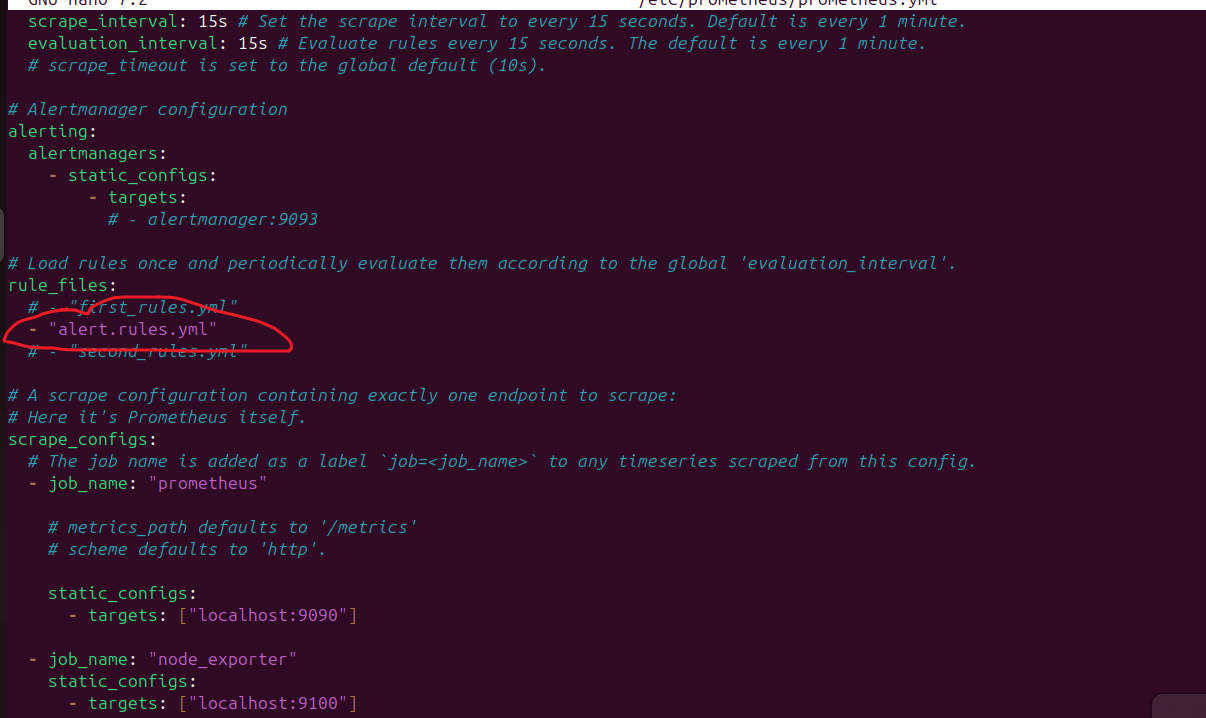 GNU nano 7.2 /etc/prometheus/prometheus.yml
  scrape_interval: 15s # Set the scrape interval to every 15 seconds. Default is every 1 minute.
  evaluation_interval: 15s # Evaluate rules every 15 seconds. The default is every 1 minute.
  # scrape_timeout is set to the global default (10s).

# Alertmanager configuration
alerting:
  alertmanagers:
    - static_configs:
        - targets:
          # - alertmanager:9093

# Load rules once and periodically evaluate them according to the global 'evaluation_interval'.
rule_files:
  # - "first_rules.yml"
  - "alert.rules.yml"
  # - "second_rules.yml"

# A scrape configuration containing exactly one endpoint to scrape:
# Here it's Prometheus itself.
scrape_configs:
  # The job name is added as a label `job=<job_name>` to any timeseries scraped from this config.
  - job_name: "prometheus"

    # metrics_path defaults to '/metrics'
    # scheme defaults to 'http'.

    static_configs:
      - targets: ["localhost:9090"]

  - job_name: "node_exporter"
    static_configs:
      - targets: ["localhost:9100"]